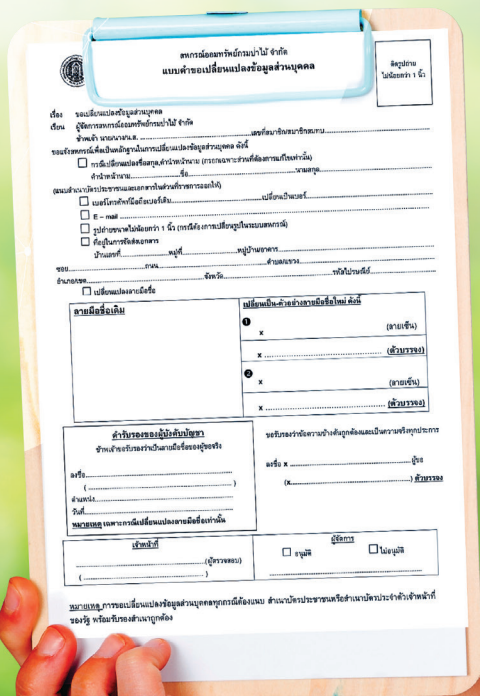 สหกรณ์ออมทรัพย์กรมป่าไม้ จำกัด
แบบคำขอเปลี่ยนแปลงข้อมูลส่วนบุคคล
ติดรูปถ่าย
ไม่น้อยกว่า 1 นิ้ว
เรื่อง ขอเปลี่ยนแปลงข้อมูลส่วนบุคคล
เรียน ผู้จัดการสหกรณ์ออมทรัพย์กรมป่าไม้ จำกัด
ข้าพเจ้า นาย/นาง/น.ส. ........................ เลขที่สมาชิก/สมาชิกสมทบ........................
ขอแจ้งสหกรณ์เพื่อเป็นหลักฐานในการเปลี่ยนแปลงข้อมูลส่วนบุคคล ดังนี้
☐ กรณีเปลี่ยนแปลงชื่อสกุล,คำนำหน้านาม (กรอกเฉพาะส่วนที่ต้องการแก้ไขเท่านั้น)
คำนำหน้านาม....................ชื่อ........................................นามสกุล........................
(แนบสำเนาบัตรประชาชนและเอกสารในส่วนที่ราชการออกให้)
☐ เบอร์โทรศัพท์มือถือเบอร์เดิม........................เปลี่ยนเป็นเบอร์........................
☐ E – mail ........................................
☐ รูปถ่ายขนาดไม่น้อยกว่า 1 นิ้ว (กรณีต้องการเปลี่ยนรูปในระบบสหกรณ์)
☐ ที่อยู่ในการจัดส่งเอกสาร
บ้านเลขที่....................หมู่ที่....................หมู่บ้าน/อาคาร........................
ซอย....................ถนน........................................ตำบล/แขวง........................
อำเภอ/เขต........................จังหวัด........................รหัสไปรษณีย์....................
☐ เปลี่ยนแปลงลายมือชื่อ
ลายมือชื่อเดิม
เปลี่ยนเป็น-ตัวอย่างลายมือชื่อใหม่ ดังนี้
❶
x (ลายเซ็น)
x ........................................ (ตัวบรรจง)
❷
x (ลายเซ็น)
x ........................................ (ตัวบรรจง)
คำรับรองของผู้บังคับบัญชา
ข้าพเจ้าขอรับรองว่าเป็นลายมือชื่อของผู้ขอจริง
ลงชื่อ........................................
( ........................................ )
ตำแหน่ง........................................
วันที่........................................
หมายเหตุ เฉพาะกรณีเปลี่ยนแปลงลายมือชื่อเท่านั้น
ขอรับรองว่าข้อความข้างต้นถูกต้องและเป็นความจริงทุกประการ
ลงชื่อ x ........................................ผู้ขอ
(x........................................) ตัวบรรจง
เจ้าหน้าที่
........................................(ผู้ตรวจสอบ)
( ........................................ )
ผู้จัดการ
☐ อนุมัติ ☐ ไม่อนุมัติ
........................................
หมายเหตุ การขอเปลี่ยนแปลงข้อมูลส่วนบุคคลทุกกรณีต้องแนบ สำเนาบัตรประชาชนหรือสำเนาบัตรประจำตัวเจ้าหน้าที่
ของรัฐ พร้อมรับรองสำเนาถูกต้อง